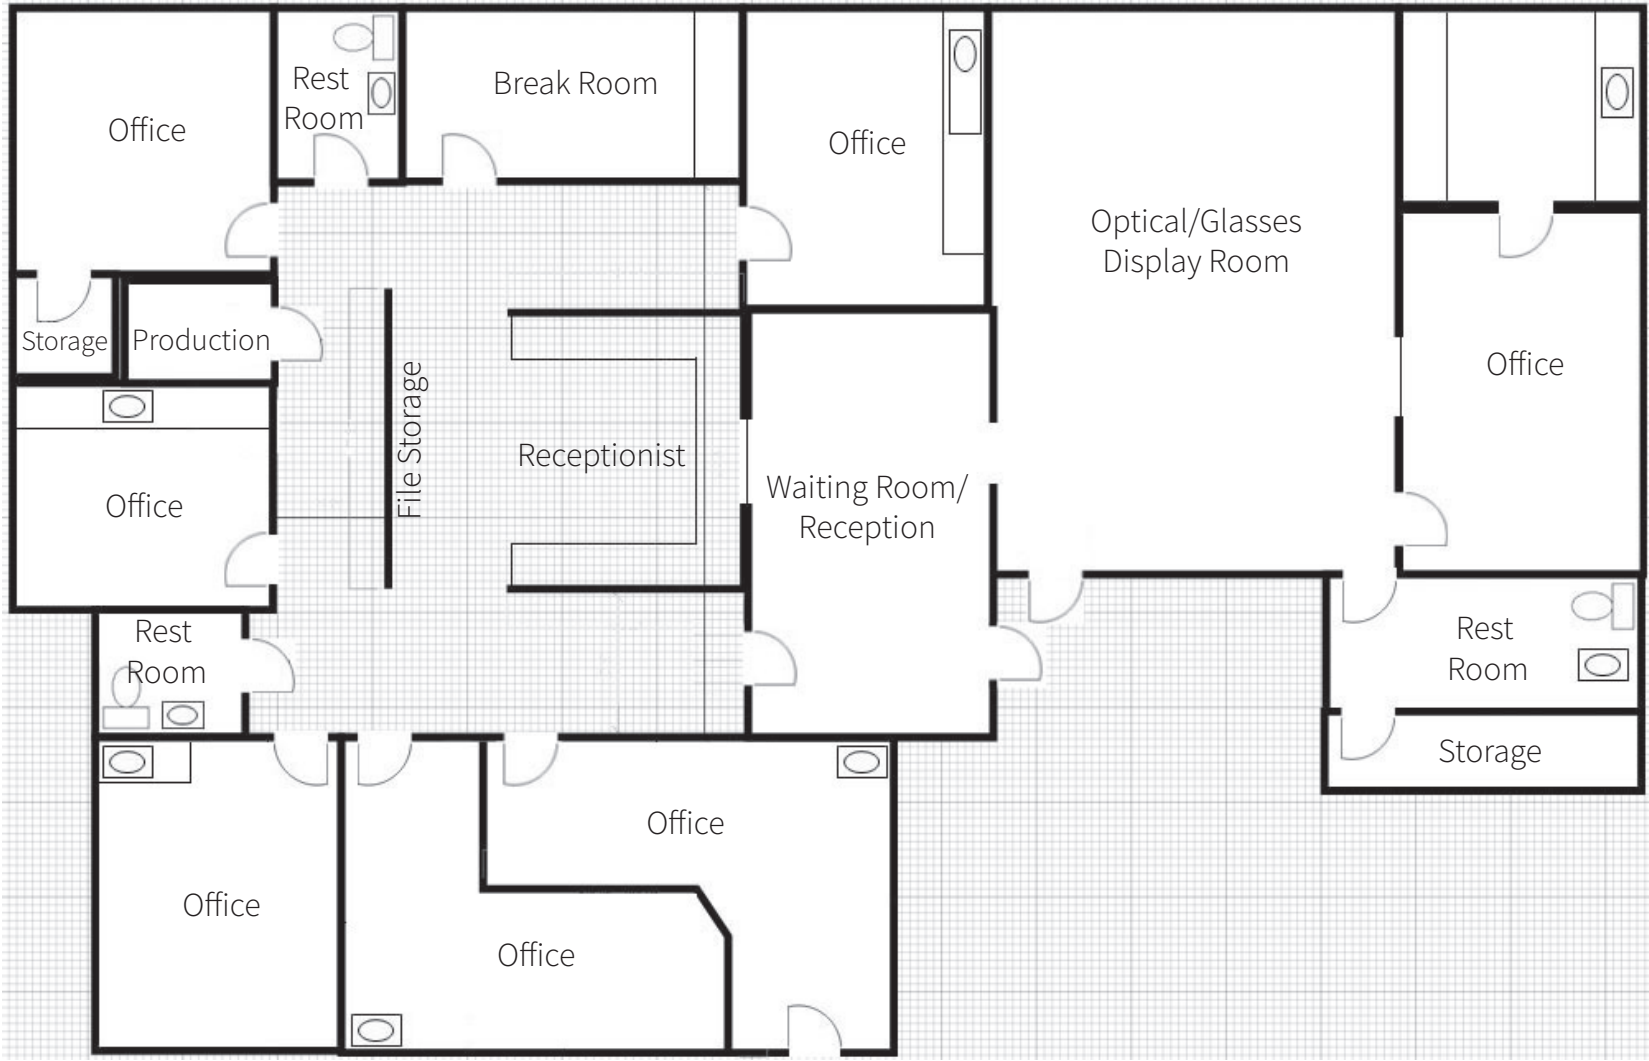 Office
Rest
Room
Break Room
Office
Optical/Glasses
Display Room
Storage
Production
File Storage
Office
Receptionist
Waiting Room/
Reception
Office
Rest
Room
Rest
Room
Storage
Office
Office
Office